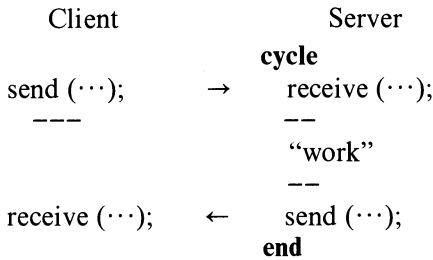 Client Server
cycle
send (···); → receive (···);
“work”
receive (···); ← send (···);
end